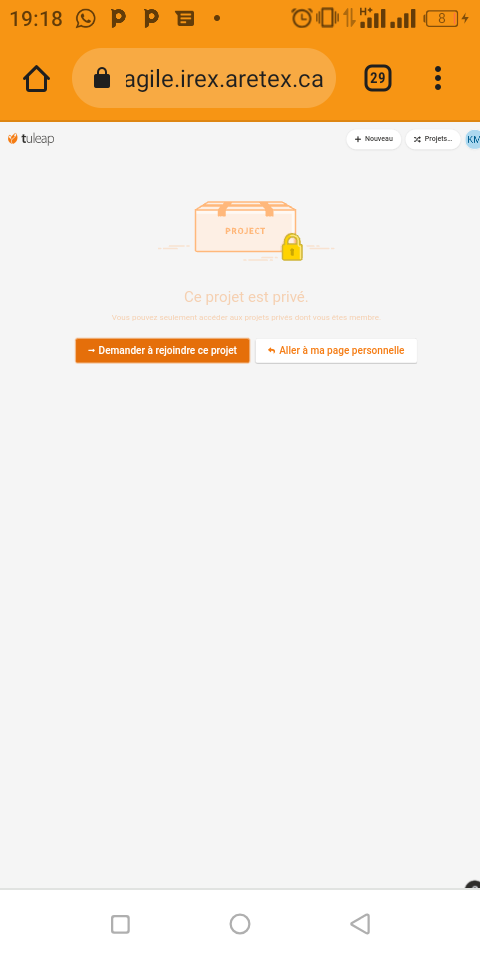 19:18
H+
8
agile.irex.aretex.ca
29
tuleap
Nouveau
Projets...
KM
PROJECT
Ce projet est privé.
Vous pouvez seulement accéder aux projets privés dont vous êtes membre.
Demander à rejoindre ce projet
Aller à ma page personnelle